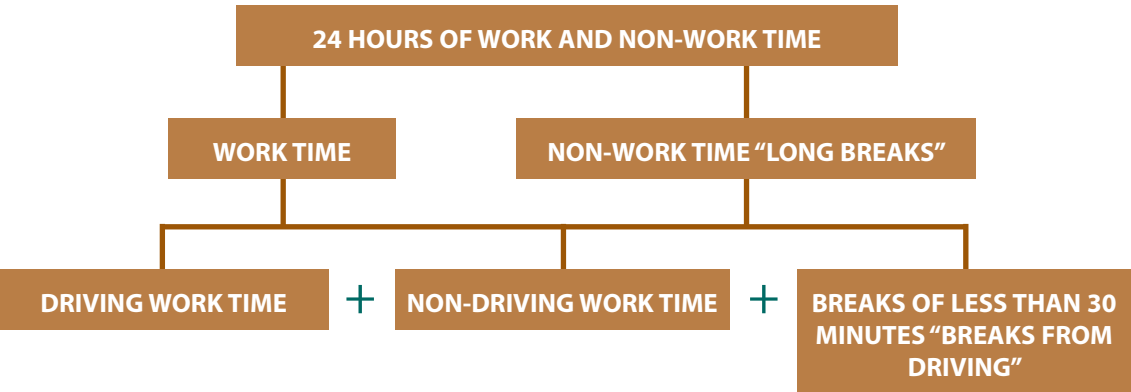 24 HOURS OF WORK AND NON-WORK TIME
WORK TIME
NON-WORK TIME “LONG BREAKS”
DRIVING WORK TIME
+
NON-DRIVING WORK TIME
+
BREAKS OF LESS THAN 30
MINUTES “BREAKS FROM
DRIVING”